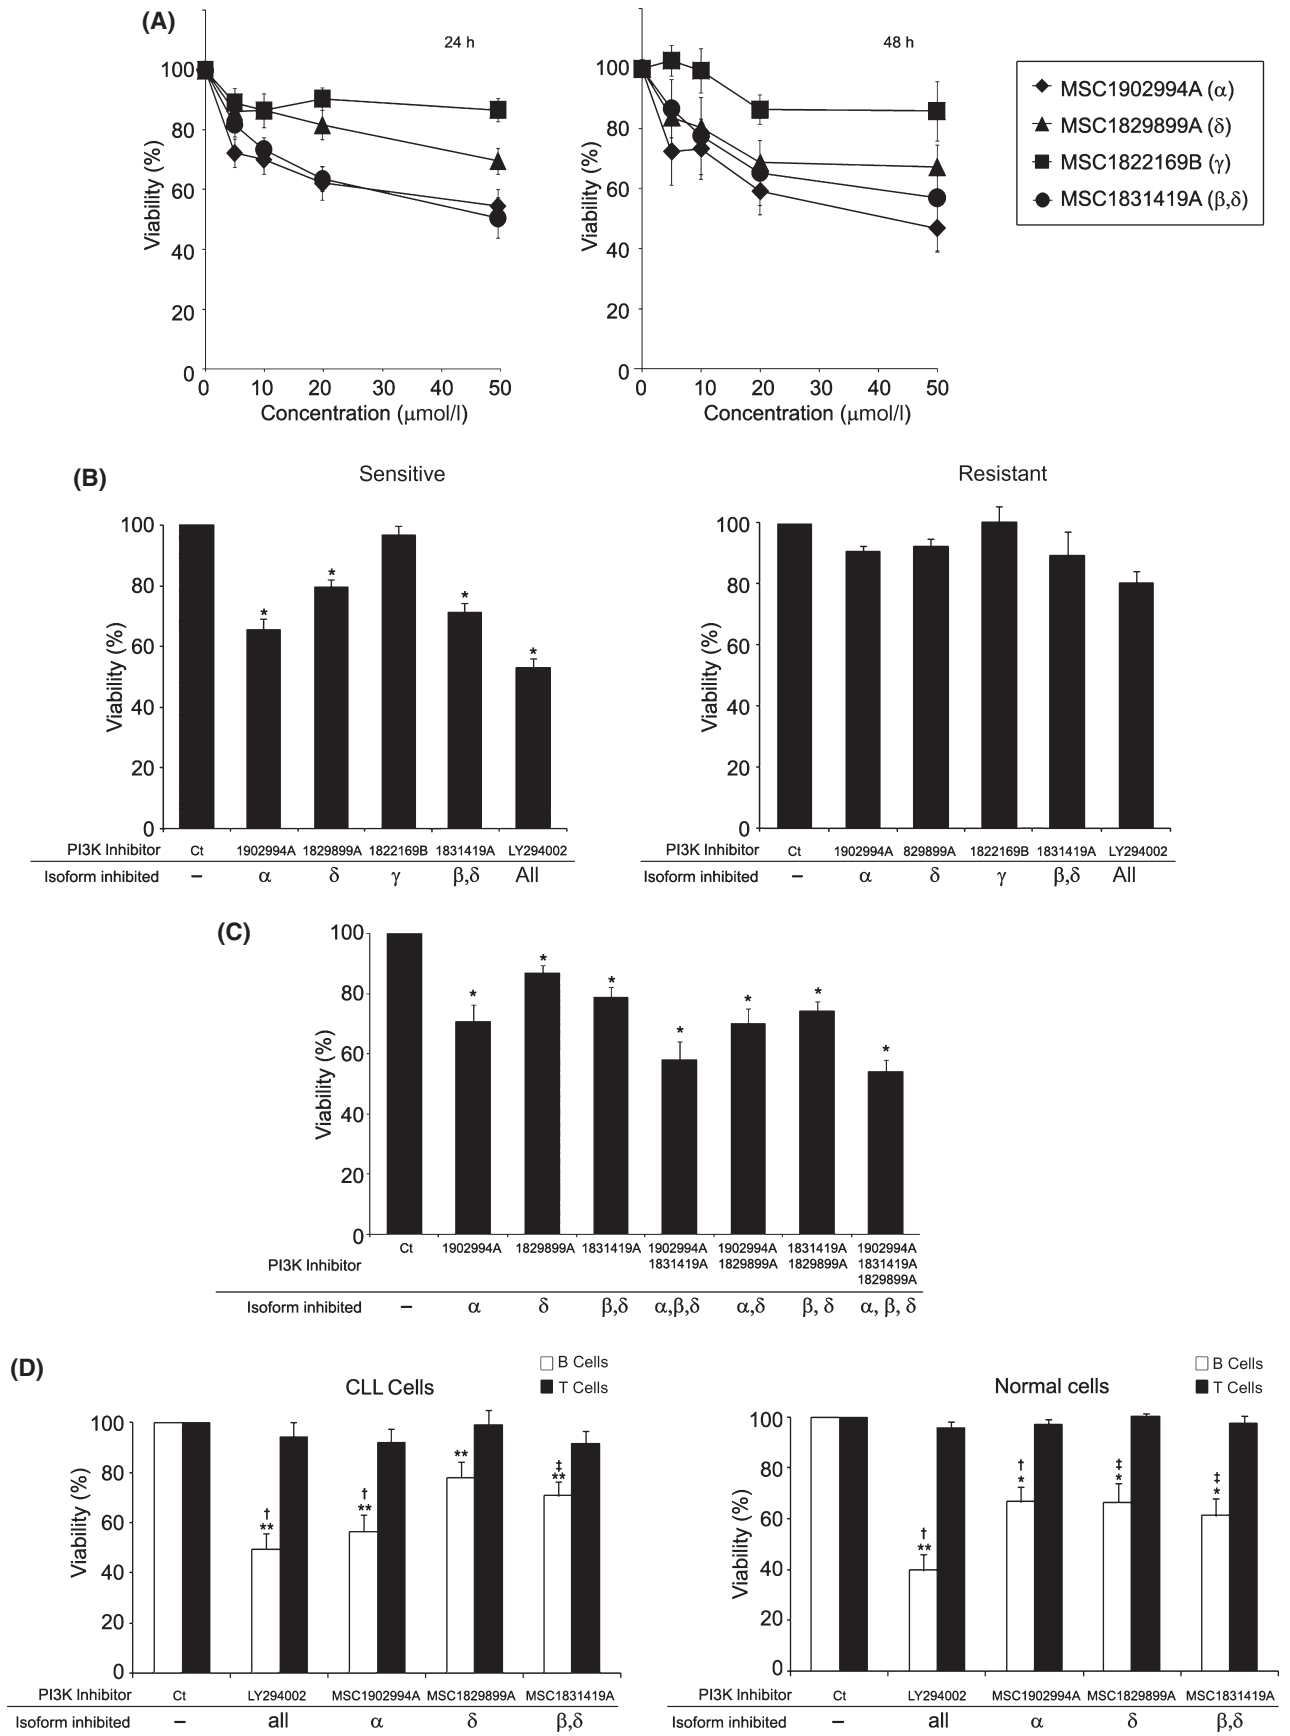 (A)
24 h
48 h
100
80
60
40
20
0
Viability (%)
0 10 20 30 40 50
Concentration (μmol/l)
100
80
60
40
20
0
Viability (%)
0 10 20 30 40 50
Concentration (μmol/l)
MSC1902994A (α)
MSC1829899A (δ)
MSC1822169B (γ)
MSC1831419A (β,δ)
(B)
Sensitive
100
80
60
40
20
0
Viability (%)
* * * *
PI3K Inhibitor Ct 1902994A 1829899A 1822169B 1831419A LY294002
Isoform inhibited – α δ γ β,δ All
Resistant
100
80
60
40
20
0
Viability (%)
PI3K Inhibitor Ct 1902994A 829899A 1822169B 1831419A LY294002
Isoform inhibited – α δ γ β,δ All
(C)
100
80
60
40
20
0
Viability (%)
* * * * * * *
Ct 1902994A 1829899A 1831419A 1902994A 1902994A 1831419A 1902994A
PI3K Inhibitor 1831419A 1829899A 1829899A 1831419A
1829899A
Isoform inhibited – α δ β,δ α,β,δ α,δ β, δ α, β, δ
(D)
CLL Cells
B Cells
T Cells
100
80
60
40
20
0
Viability (%)
† † ‡
** ** ** **
PI3K Inhibitor Ct LY294002 MSC1902994A MSC1829899A MSC1831419A
Isoform inhibited – all α δ β,δ
Normal cells
B Cells
T Cells
100
80
60
40
20
0
Viability (%)
† † ‡ ‡
** * * *
PI3K Inhibitor Ct LY294002 MSC1902994A MSC1829899A MSC1831419A
Isoform inhibited – all α δ β,δ